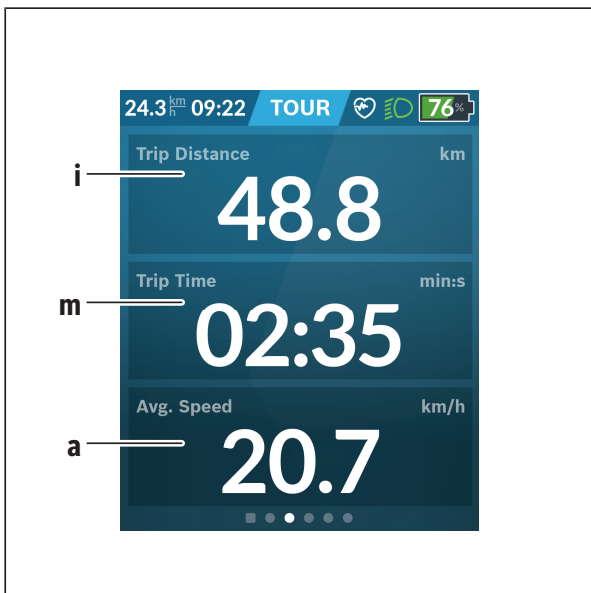 24.3 km/h 09:22 TOUR 76%
Trip Distance km
i
48.8
Trip Time min:s
m
02:35
Avg. Speed km/h
a
20.7